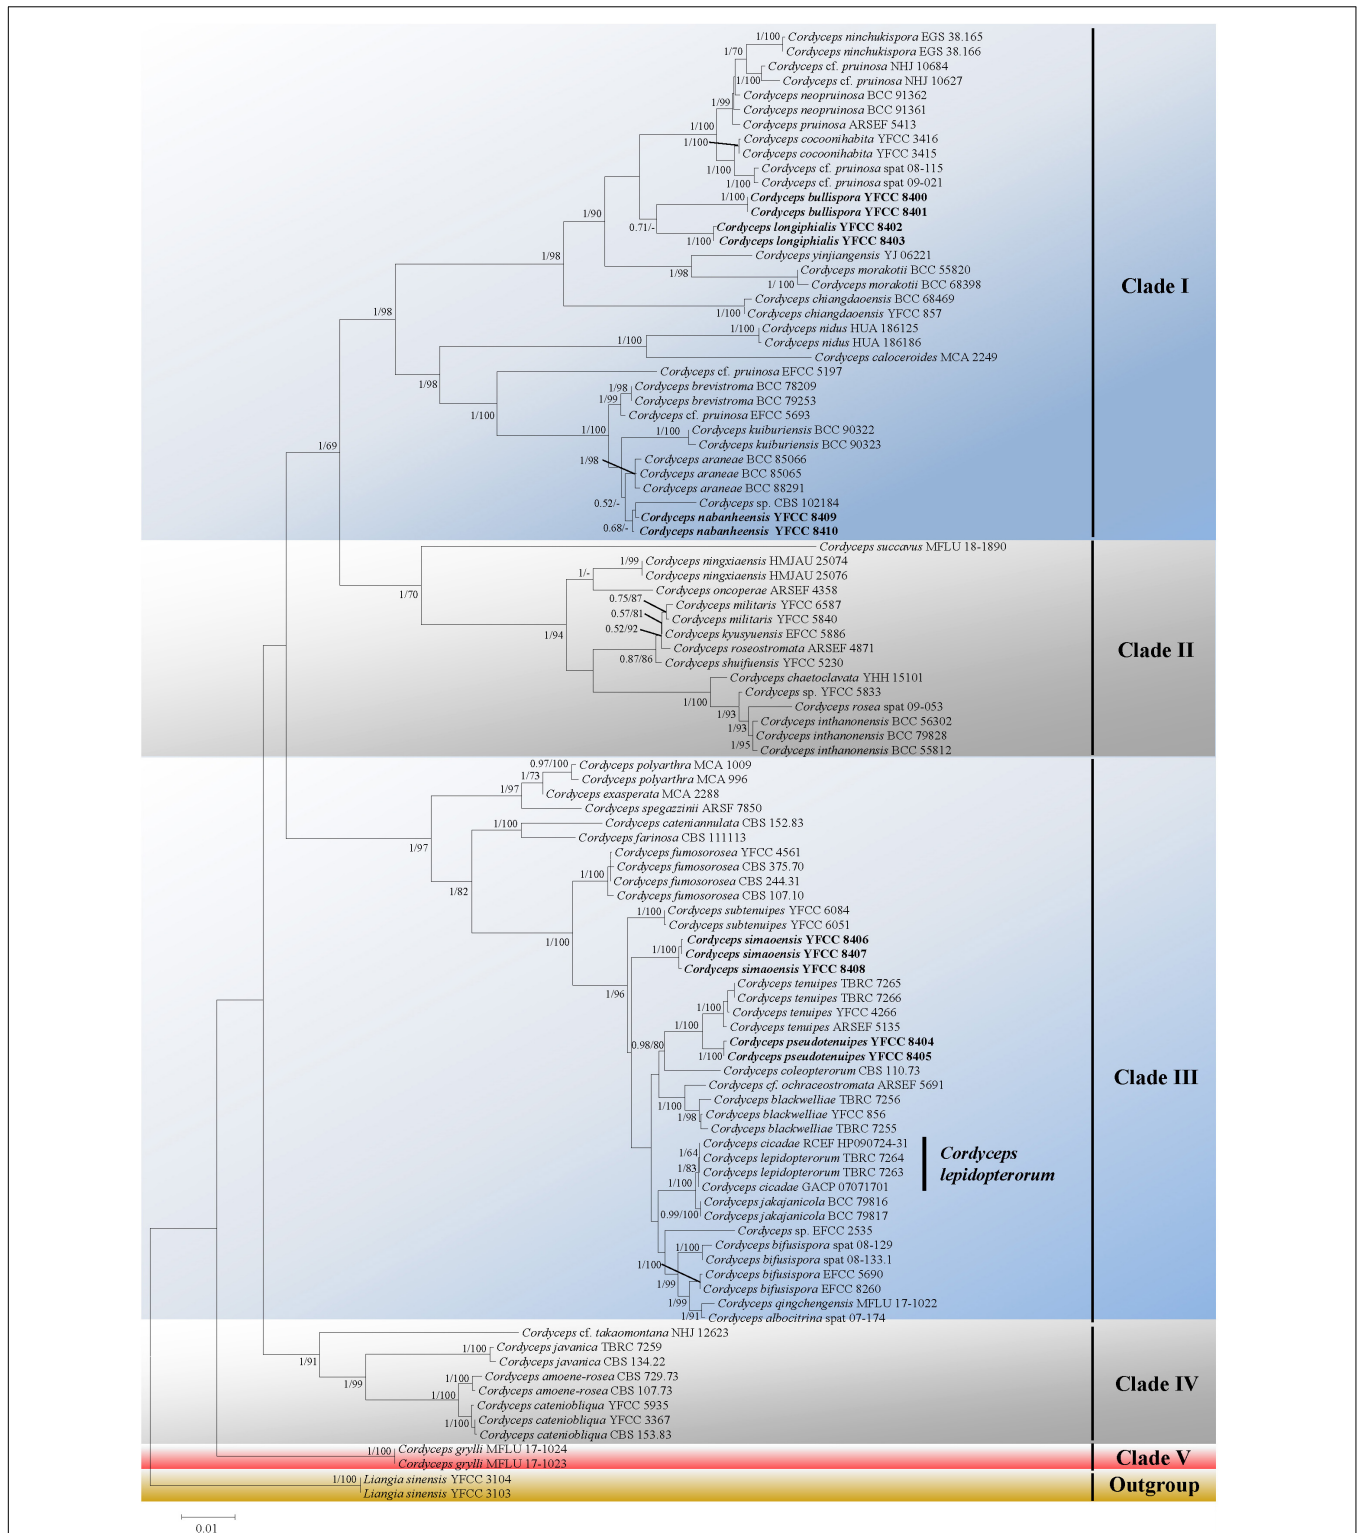 1/100
Cordyceps ninchukispora EGS 38.165
1/70
Cordyceps ninchukispora EGS 38.166
Cordyceps cf. pruinosa NHJ 10684
1/100
Cordyceps cf. pruinosa NHJ 10627
Cordyceps neopruinosa BCC 91362
1/99
Cordyceps neopruinosa BCC 91361
1/100
Cordyceps pruinosa ARSEF 5413
1/100
Cordyceps cocoonihabita YFCC 3416
Cordyceps cocoonihabita YFCC 3415
1/100
Cordyceps cf. pruinosa spat 08-115
1/100
Cordyceps cf. pruinosa spat 09-021
1/100
Cordyceps bullispora YFCC 8400
1/90
Cordyceps bullispora YFCC 8401
0.71/-
Cordyceps longiphialis YFCC 8402
1/100
Cordyceps longiphialis YFCC 8403
1/98
Cordyceps yinjiangensis YJ 06221
1/98
Cordyceps morakotii BCC 55820
1/ 100
Cordyceps morakotii BCC 68398
Clade I
Cordyceps chiangdaoensis BCC 68469
1/98
1/100
Cordyceps chiangdaoensis YFCC 857
1/100
Cordyceps nidus HUA 186125
1/100
Cordyceps nidus HUA 186186
Cordyceps caloceroides MCA 2249
Cordyceps cf. pruinosa EFCC 5197
1/98
1/98
Cordyceps brevistroma BCC 78209
1/99
Cordyceps brevistroma BCC 79253
1/100
Cordyceps cf. pruinosa EFCC 5693
1/100
1/100
Cordyceps kuiburiensis BCC 90322
1/69
Cordyceps kuiburiensis BCC 90323
1/98
Cordyceps araneae BCC 85066
Cordyceps araneae BCC 85065
Cordyceps araneae BCC 88291
0.52/-
Cordyceps sp. CBS 102184
Cordyceps nabanheensis YFCC 8409
0.68/-
Cordyceps nabanheensis YFCC 8410
Cordyceps succavus MFLU 18-1890
1/99
Cordyceps ningxiaensis HMJAU 25074
1/-
Cordyceps ningxiaensis HMJAU 25076
1/70
Cordyceps oncoperae ARSEF 4358
0.75/87
Cordyceps militaris YFCC 6587
0.57/81
Cordyceps militaris YFCC 5840
0.52/92
Cordyceps kyusyuensis EFCC 5886
1/94
Cordyceps roseostromata ARSEF 4871
0.87/86
Cordyceps shuifuensis YFCC 5230
Clade II
Cordyceps chaetoclavata YHH 15101
1/100
Cordyceps sp. YFCC 5833
1/93
Cordyceps rosea spat 09-053
1/93
Cordyceps inthanonensis BCC 56302
Cordyceps inthanonensis BCC 79828
1/95
Cordyceps inthanonensis BCC 55812
0.97/100
Cordyceps polyarthra MCA 1009
1/73
Cordyceps polyarthra MCA 996
1/97
Cordyceps exasperata MCA 2288
Cordyceps spegazzinii ARSF 7850
1/100
Cordyceps cateniannulata CBS 152.83
1/97
Cordyceps farinosa CBS 111113
Cordyceps fumosorosea YFCC 4561
Cordyceps fumosorosea CBS 375.70
1/100
Cordyceps fumosorosea CBS 244.31
1/82
Cordyceps fumosorosea CBS 107.10
1/100
Cordyceps subtenuipes YFCC 6084
Cordyceps subtenuipes YFCC 6051
1/100
Cordyceps simaoensis YFCC 8406
1/100
Cordyceps simaoensis YFCC 8407
Cordyceps simaoensis YFCC 8408
1/96
Cordyceps tenuipes TBRC 7265
Cordyceps tenuipes TBRC 7266
1/100
Cordyceps tenuipes YFCC 4266
1/100
Cordyceps tenuipes ARSEF 5135
0.98/80
Cordyceps pseudotenuipes YFCC 8404
1/100
Cordyceps pseudotenuipes YFCC 8405
Cordyceps coleopterorum CBS 110.73
Clade III
Cordyceps cf. ochraceostromata ARSEF 5691
1/100
Cordyceps blackwelliae TBRC 7256
1/98
Cordyceps blackwelliae YFCC 856
Cordyceps blackwelliae TBRC 7255
Cordyceps cicadae RCEF HP090724-31
1/64
Cordyceps lepidopterorum TBRC 7264
1/83
Cordyceps lepidopterorum TBRC 7263
1/100
Cordyceps cicadae GACP 07071701
Cordyceps
lepidopterorum
Cordyceps jakajanicola BCC 79816
0.99/100
Cordyceps jakajanicola BCC 79817
Cordyceps sp. EFCC 2535
1/100
Cordyceps bifusispora spat 08-129
1/100
Cordyceps bifusispora spat 08-133.1
Cordyceps bifusispora EFCC 5690
1/99
Cordyceps bifusispora EFCC 8260
1/99
Cordyceps qingchengensis MFLU 17-1022
1/91
Cordyceps albocitrina spat 07-174
Cordyceps cf. takaomontana NHJ 12623
1/100
Cordyceps javanica TBRC 7259
1/91
Cordyceps javanica CBS 134.22
1/100
Cordyceps amoene-rosea CBS 729.73
1/99
1/100
Cordyceps amoene-rosea CBS 107.73
Clade IV
Cordyceps cateniobliqua YFCC 5935
1/100
Cordyceps cateniobliqua YFCC 3367
Cordyceps cateniobliqua CBS 153.83
1/100
Cordyceps grylli MFLU 17-1024
Cordyceps grylli MFLU 17-1023
Clade V
1/100
Liangia sinensis YFCC 3104
Liangia sinensis YFCC 3103
Outgroup
0.01